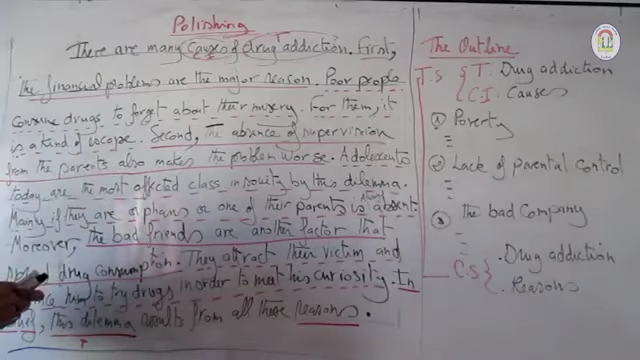 Polishing
There are many causes of drug addiction. First,
the financial problems are the major reason. Poor people
consume drugs to forget about their misery. For them, it
is a kind of escope. Second, the absence of supervision
from the parents also makes the problem worse. Adolescents
today are the most affected class in society by this dilemma.
Mainly if they are orphans or one of their parents is absent.
Moreover, the bad friends are another factor that
drug consumption. They attract their victim and
him to try drugs in order to meet his curiosity. In
this dilemma results from all these reasons.
T
The Outline
T.S T. Drug addiction
C.I. Causes
① Poverty
② Lack of parental control
③ The bad Company
C.S . Drug addiction
. Reasons